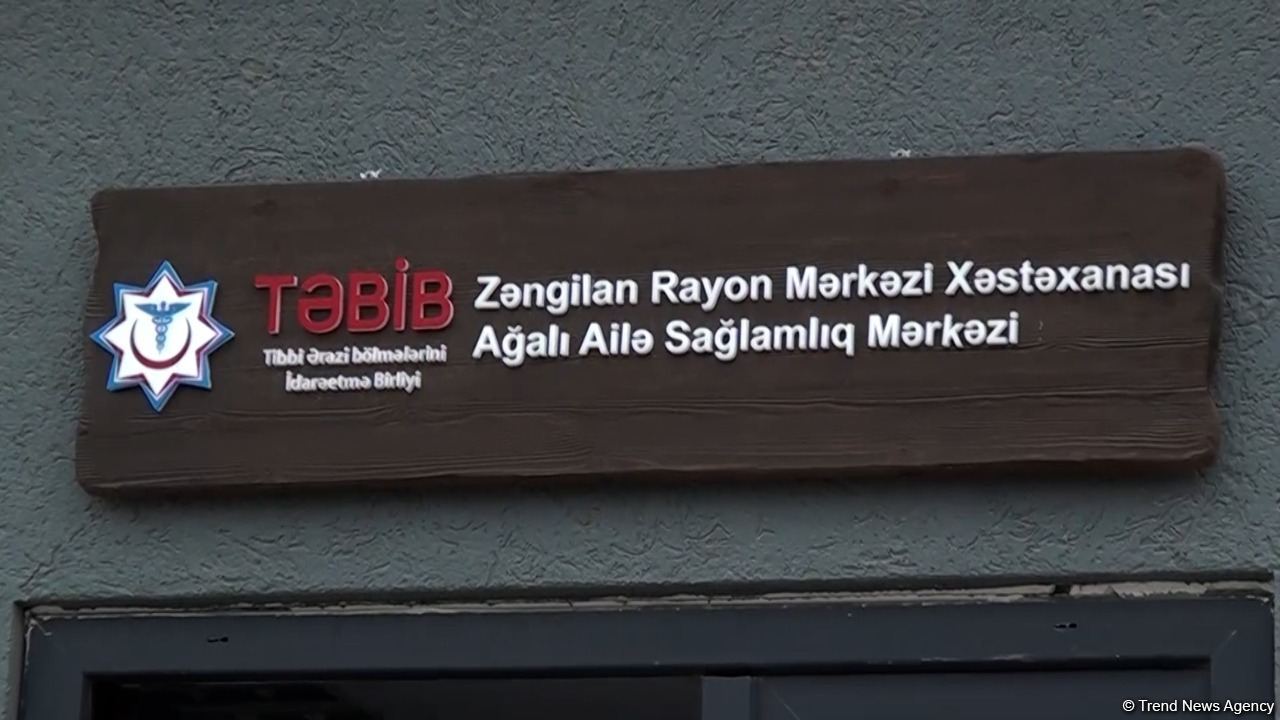 TƏBİB
Tibbi Ərazi bölmələrini
İdarəetmə Birliyi
Zəngilan Rayon Mərkəzi Xəstəxanası
Ağalı Ailə Sağlamlıq Mərkəzi
© Trend News Agency